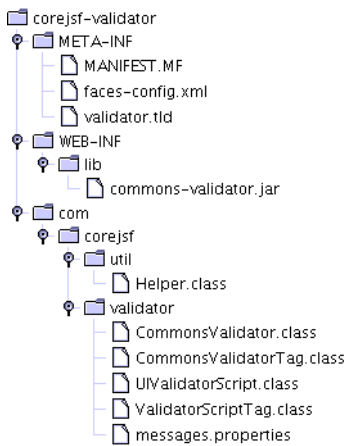 corejsf-validator
META-INF
MANIFEST.MF
faces-config.xml
validator.tld
WEB-INF
lib
commons-validator.jar
com
corejsf
util
Helper.class
validator
CommonsValidator.class
CommonsValidatorTag.class
UIValidatorScript.class
ValidatorScriptTag.class
messages.properties